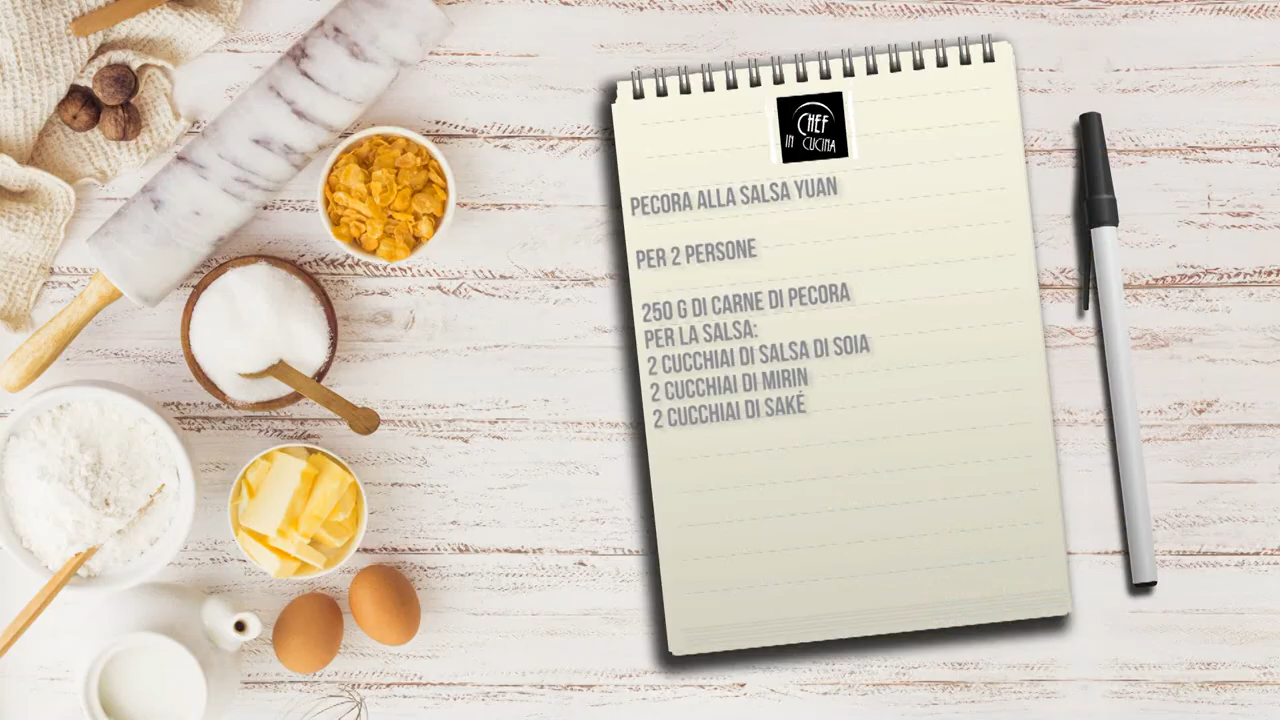 CHEF
IN CUCINA
PECORA ALLA SALSA YUAN
PER 2 PERSONE
250 G DI CARNE DI PECORA
PER LA SALSA:
2 CUCCHIAI DI SALSA DI SOIA
2 CUCCHIAI DI MIRIN
2 CUCCHIAI DI SAKÉ